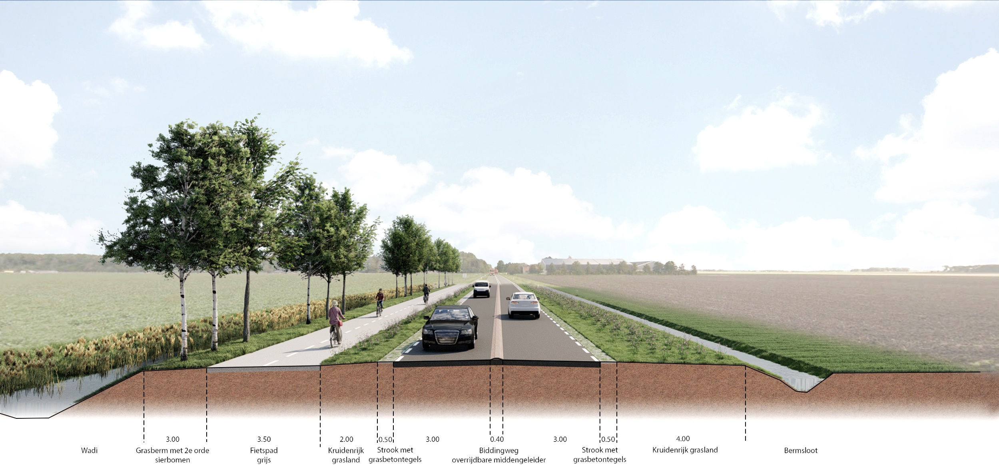 3.00 3.50 2.00 0.50 3.00 0.40 3.00 0.50 4.00
Wadi Grasberm met 2e orde Fietspad Kruidenrijk Strook met Biddingweg Strook met Kruidenrijk grasland Bermsloot
sierbomen grijs grasland grasbetontegels overrijdbare middengeleider grasbetontegels